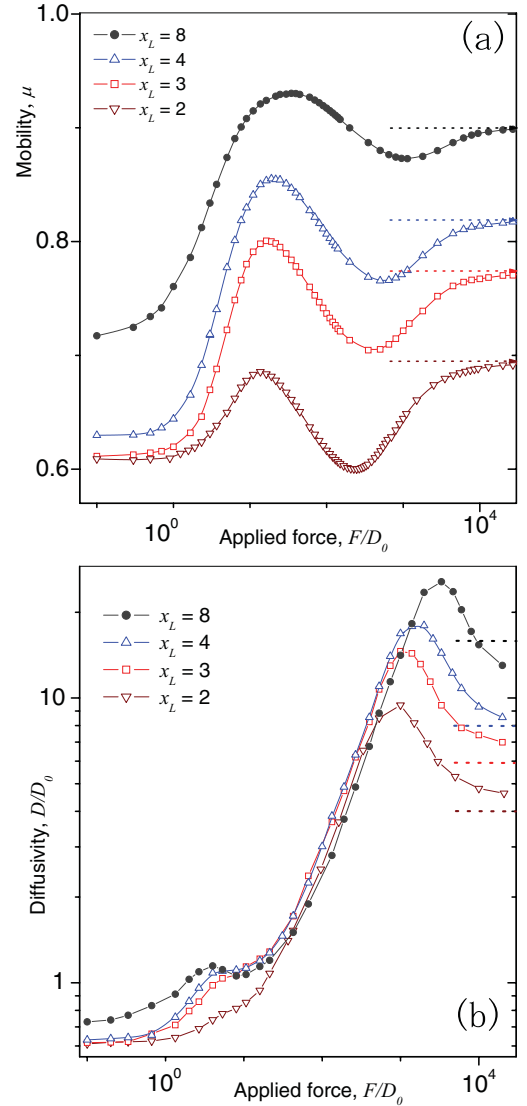 1.0
(a)
x_L = 8
x_L = 4
x_L = 3
x_L = 2
Mobility, μ
0.8
0.6
10^0
10^4
Applied force, F/D_0
x_L = 8
x_L = 4
x_L = 3
x_L = 2
10
Diffusivity, D/D_0
1
(b)
10^0
10^4
Applied force, F/D_0